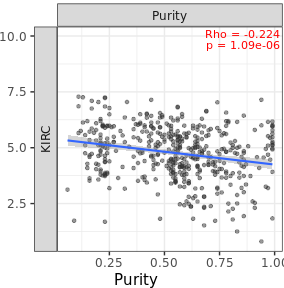 Purity
Rho = -0.224
p = 1.09e-06
10.0
7.5
5.0
2.5
KIRC
0.25 0.50 0.75 1.00
Purity